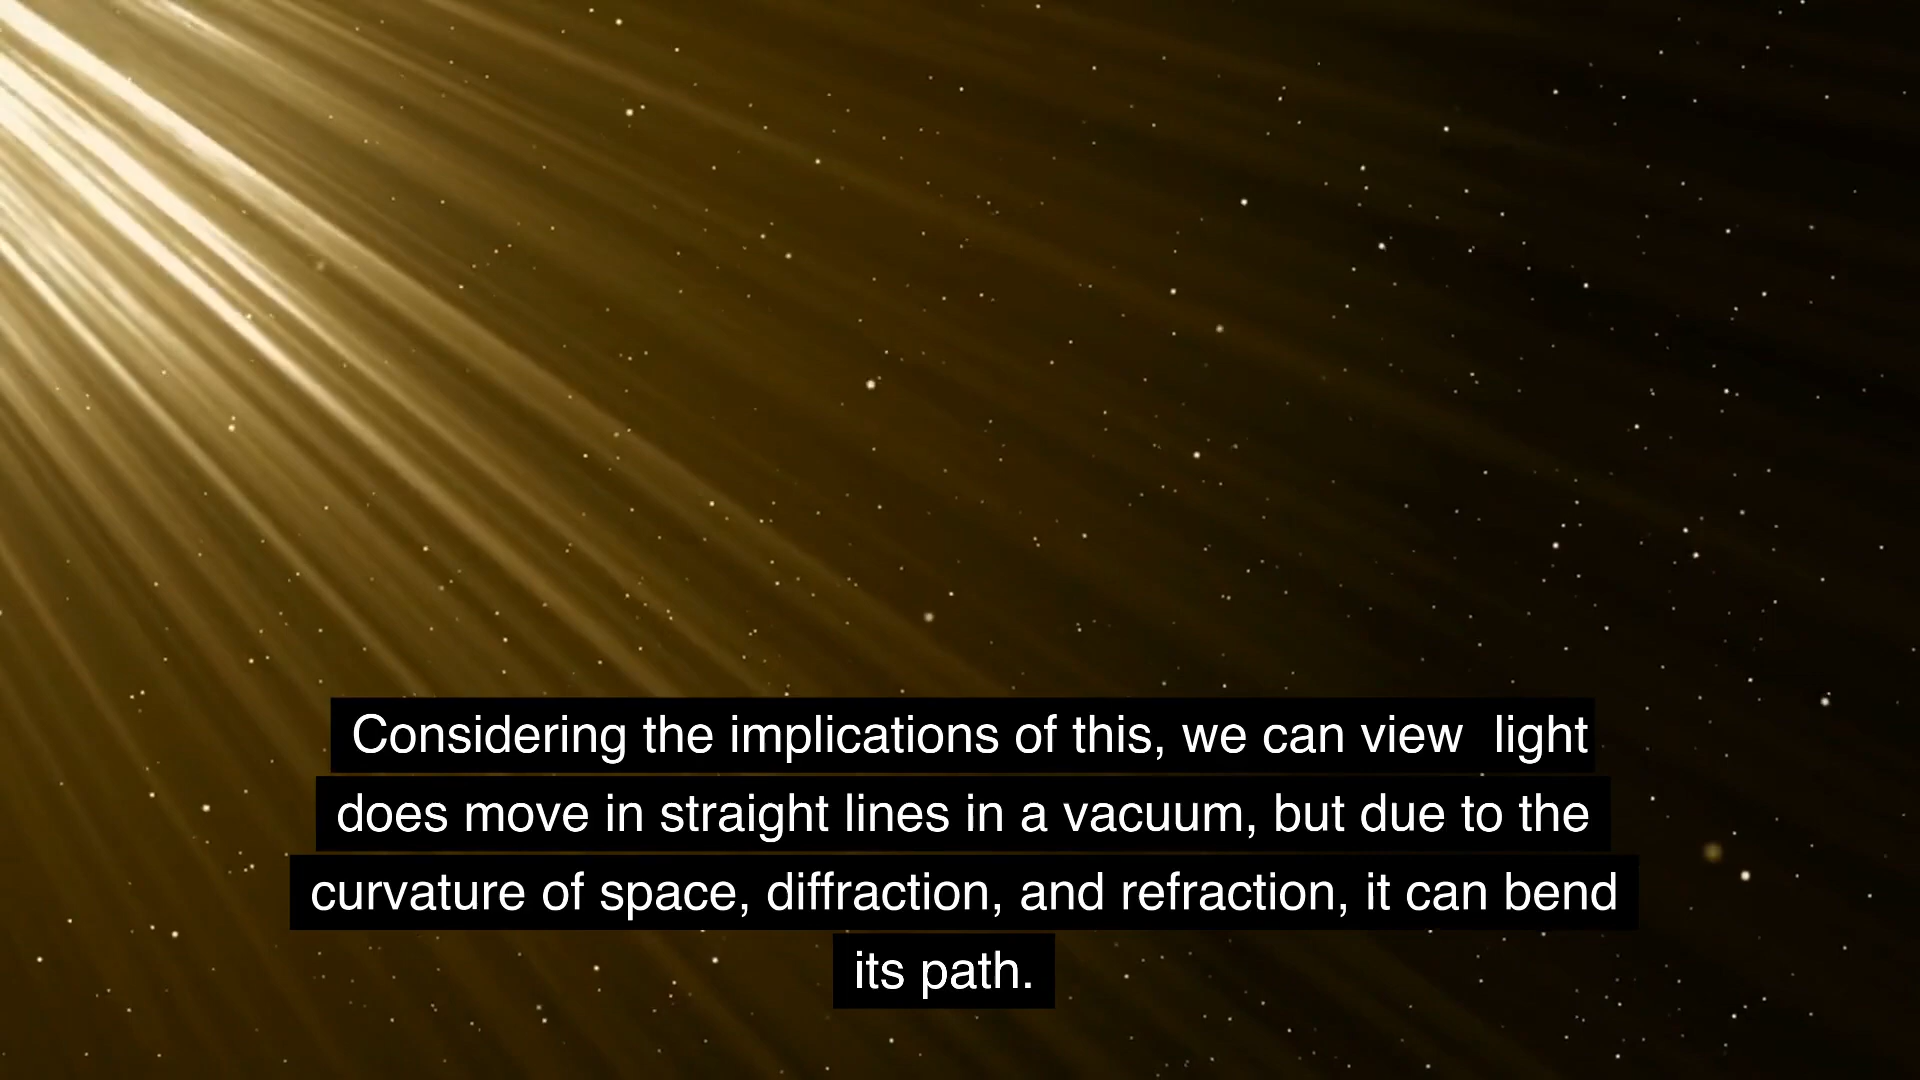 Considering the implications of this, we can view  light
does move in straight lines in a vacuum, but due to the
curvature of space, diffraction, and refraction, it can bend
its path.